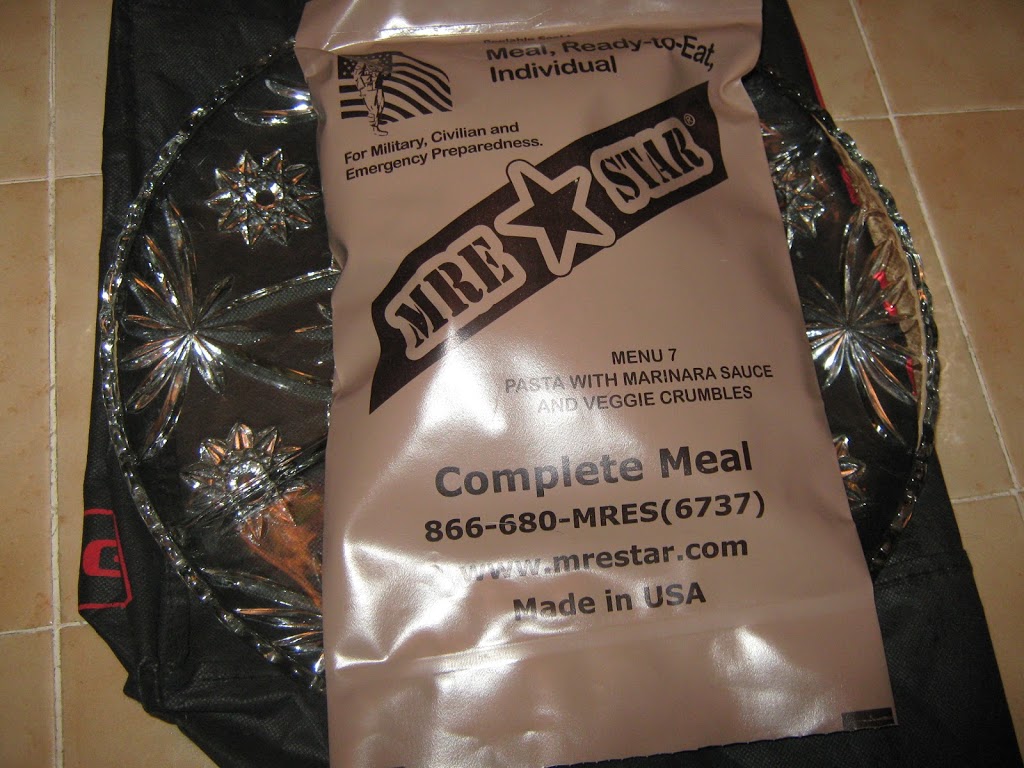 Meal, Ready-to-Eat,
Individual
For Military, Civilian and
Emergency Preparedness.
MRE STAR®
MENU 7
PASTA WITH MARINARA SAUCE
AND VEGGIE CRUMBLES
Complete Meal
866-680-MRES(6737)
www.mrestar.com
Made in USA